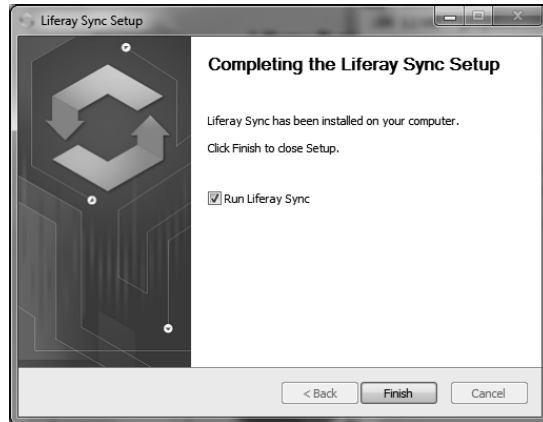 Liferay Sync Setup
Completing the Liferay Sync Setup
Liferay Sync has been installed on your computer.
Click Finish to close Setup.
Run Liferay Sync
< Back
Finish
Cancel